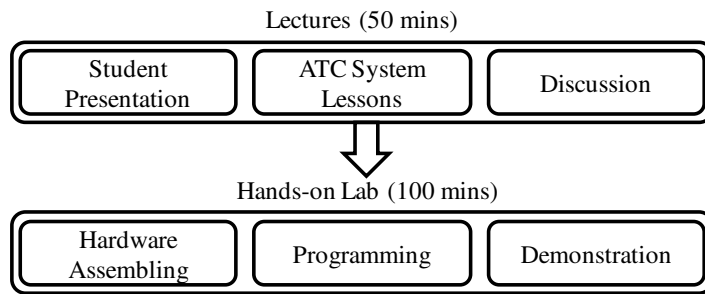 Lectures (50 mins)
Student
Presentation
ATC System
Lessons
Discussion
Hands-on Lab (100 mins)
Hardware
Assembling
Programming
Demonstration